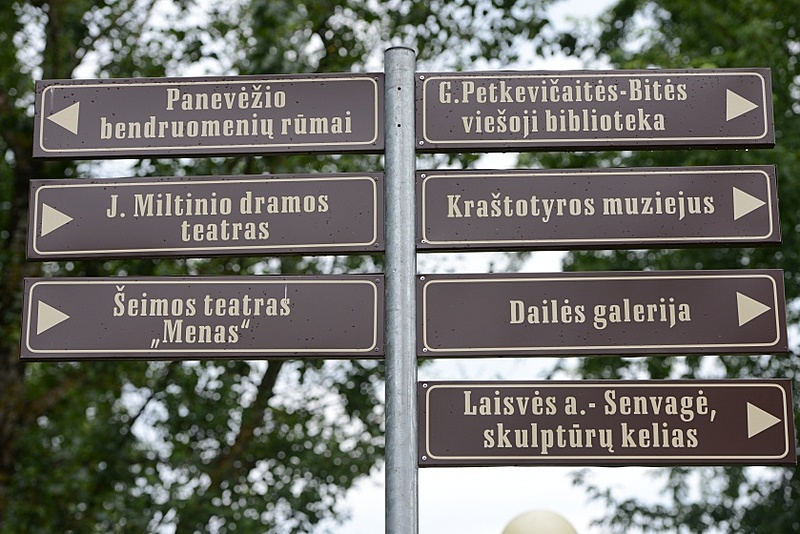 Panevėžio
bendruomenių rūmai
J. Miltinio dramos
teatras
Šeimos teatras
„Menas“
G.Petkevičaitės-Bitės
viešoji biblioteka
Kraštotyros muziejus
Dailės galerija
Laisvės a.- Senvagė,
skulptūrų kelias